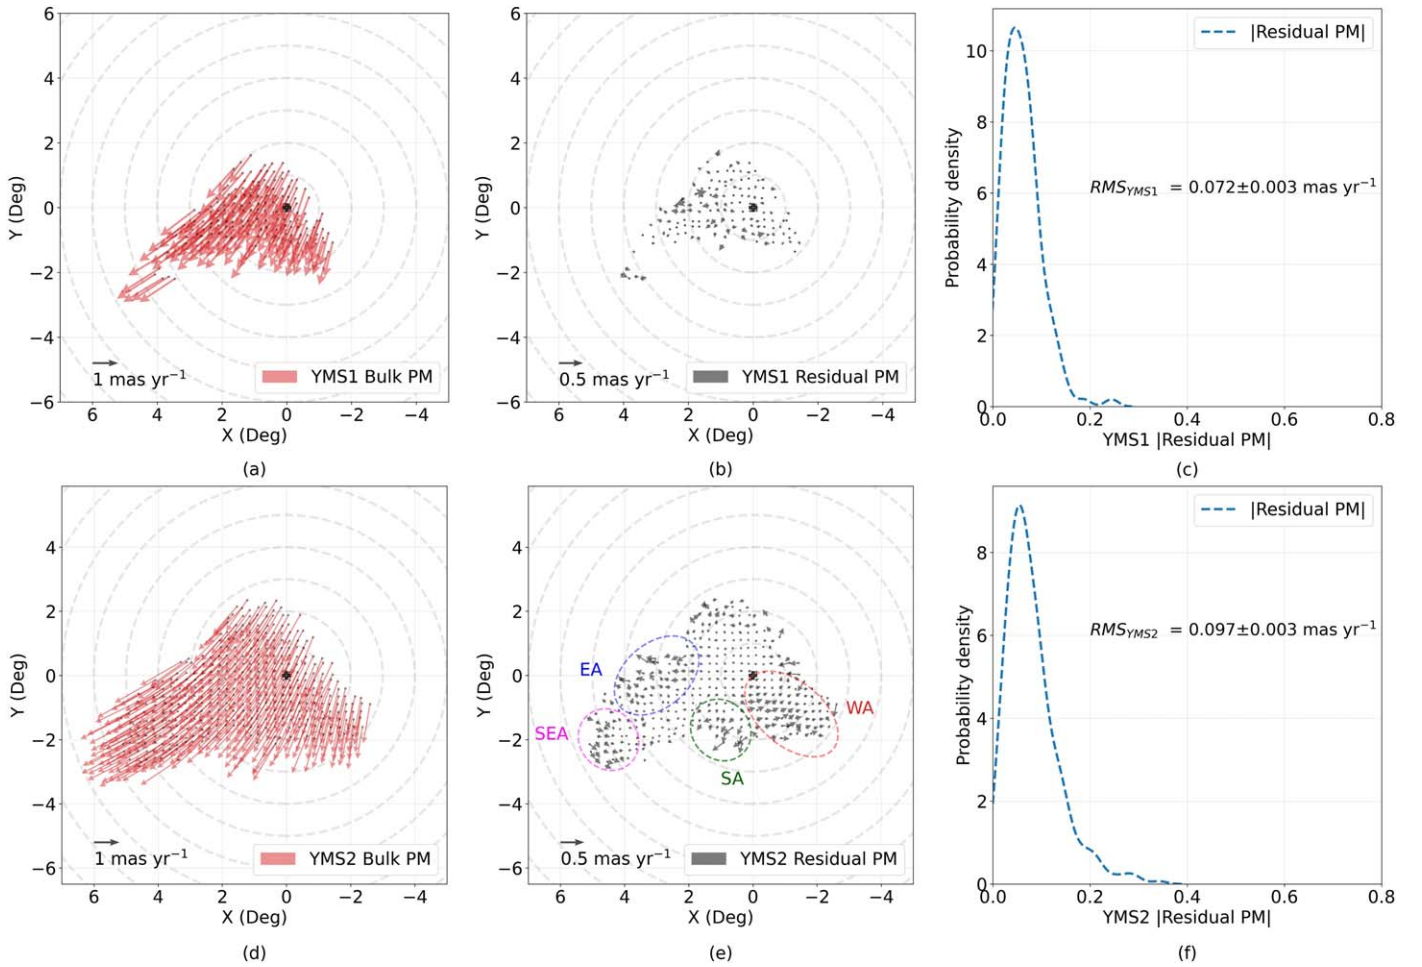 6
4
2
0
−2
−4
−6
Y (Deg)
1 mas yr⁻¹
YMS1 Bulk PM
6 4 2 0 −2 −4
X (Deg)
(a)
6
4
2
0
−2
−4
−6
Y (Deg)
0.5 mas yr⁻¹
YMS1 Residual PM
6 4 2 0 −2 −4
X (Deg)
(b)
|Residual PM|
10
8
6
4
2
0
Probability density
RMS_YMS1 = 0.072±0.003 mas yr⁻¹
0.0 0.2 0.4 0.6 0.8
YMS1 |Residual PM|
(c)
4
2
0
−2
−4
−6
Y (Deg)
1 mas yr⁻¹
YMS2 Bulk PM
6 4 2 0 −2 −4
X (Deg)
(d)
4
2
0
−2
−4
−6
Y (Deg)
EA
WA
SEA
SA
0.5 mas yr⁻¹
YMS2 Residual PM
6 4 2 0 −2 −4
X (Deg)
(e)
|Residual PM|
8
6
4
2
0
Probability density
RMS_YMS2 = 0.097±0.003 mas yr⁻¹
0.0 0.2 0.4 0.6 0.8
YMS2 |Residual PM|
(f)